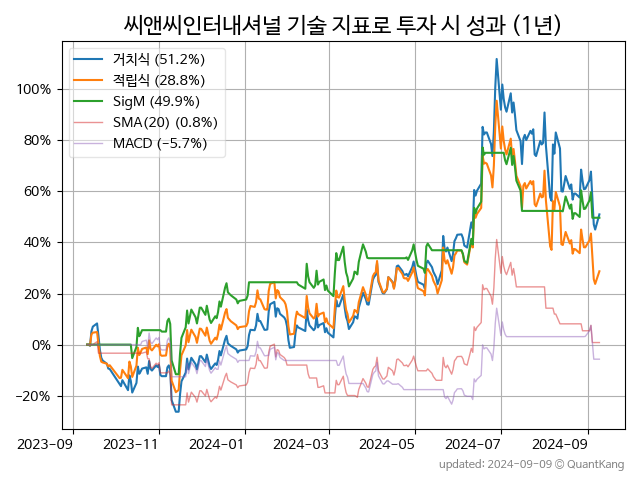 씨앤씨인터내셔널 기술 지표로 투자 시 성과 (1년)
거치식 (51.2%)
적립식 (28.8%)
SigM (49.9%)
SMA(20) (0.8%)
MACD (−5.7%)
100%
80%
60%
40%
20%
0%
−20%
2023-09 2023-11 2024-01 2024-03 2024-05 2024-07 2024-09
updated: 2024-09-09 © QuantKang